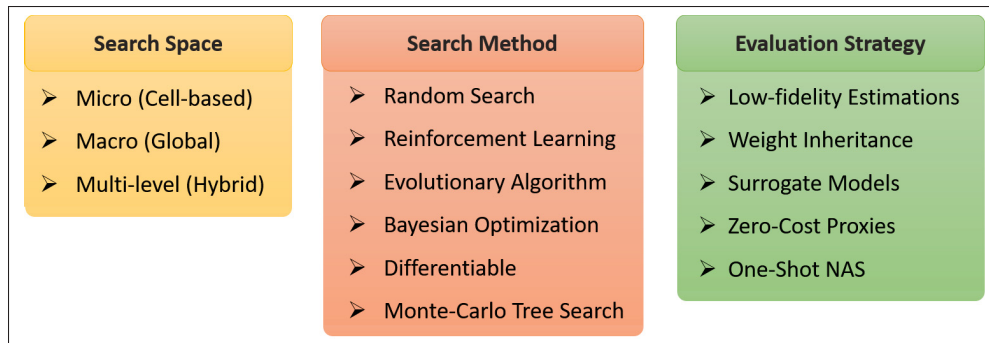 Search Space
Micro (Cell-based)
Macro (Global)
Multi-level (Hybrid)
Search Method
Random Search
Reinforcement Learning
Evolutionary Algorithm
Bayesian Optimization
Differentiable
Monte-Carlo Tree Search
Evaluation Strategy
Low-fidelity Estimations
Weight Inheritance
Surrogate Models
Zero-Cost Proxies
One-Shot NAS